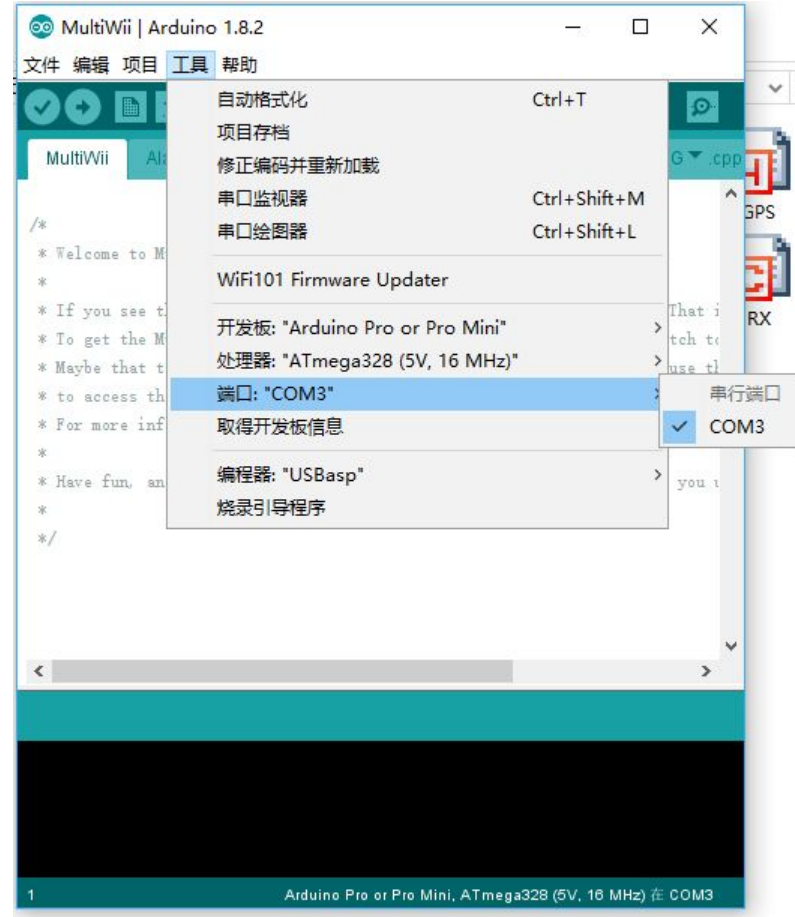 MultiWii | Arduino 1.8.2
文件 编辑 项目 工具 帮助
自动格式化 Ctrl+T
项目存档
修正编码并重新加载
串口监视器 Ctrl+Shift+M
串口绘图器 Ctrl+Shift+L
WiFi101 Firmware Updater
开发板: "Arduino Pro or Pro Mini"
处理器: "ATmega328 (5V, 16 MHz)"
端口: "COM3"
取得开发板信息
编程器: "USBasp"
烧录引导程序
串行端口
COM3
MultiWii Al G .cpp
/*
* Welcome to M
*
* If you see t That i
* To get the M tch to
* Maybe that t use th
* to access th
* For more inf
*
* Have fun, an you
*
*/
GPS
RX
1 Arduino Pro or Pro Mini, ATmega328 (5V, 16 MHz) 在 COM3